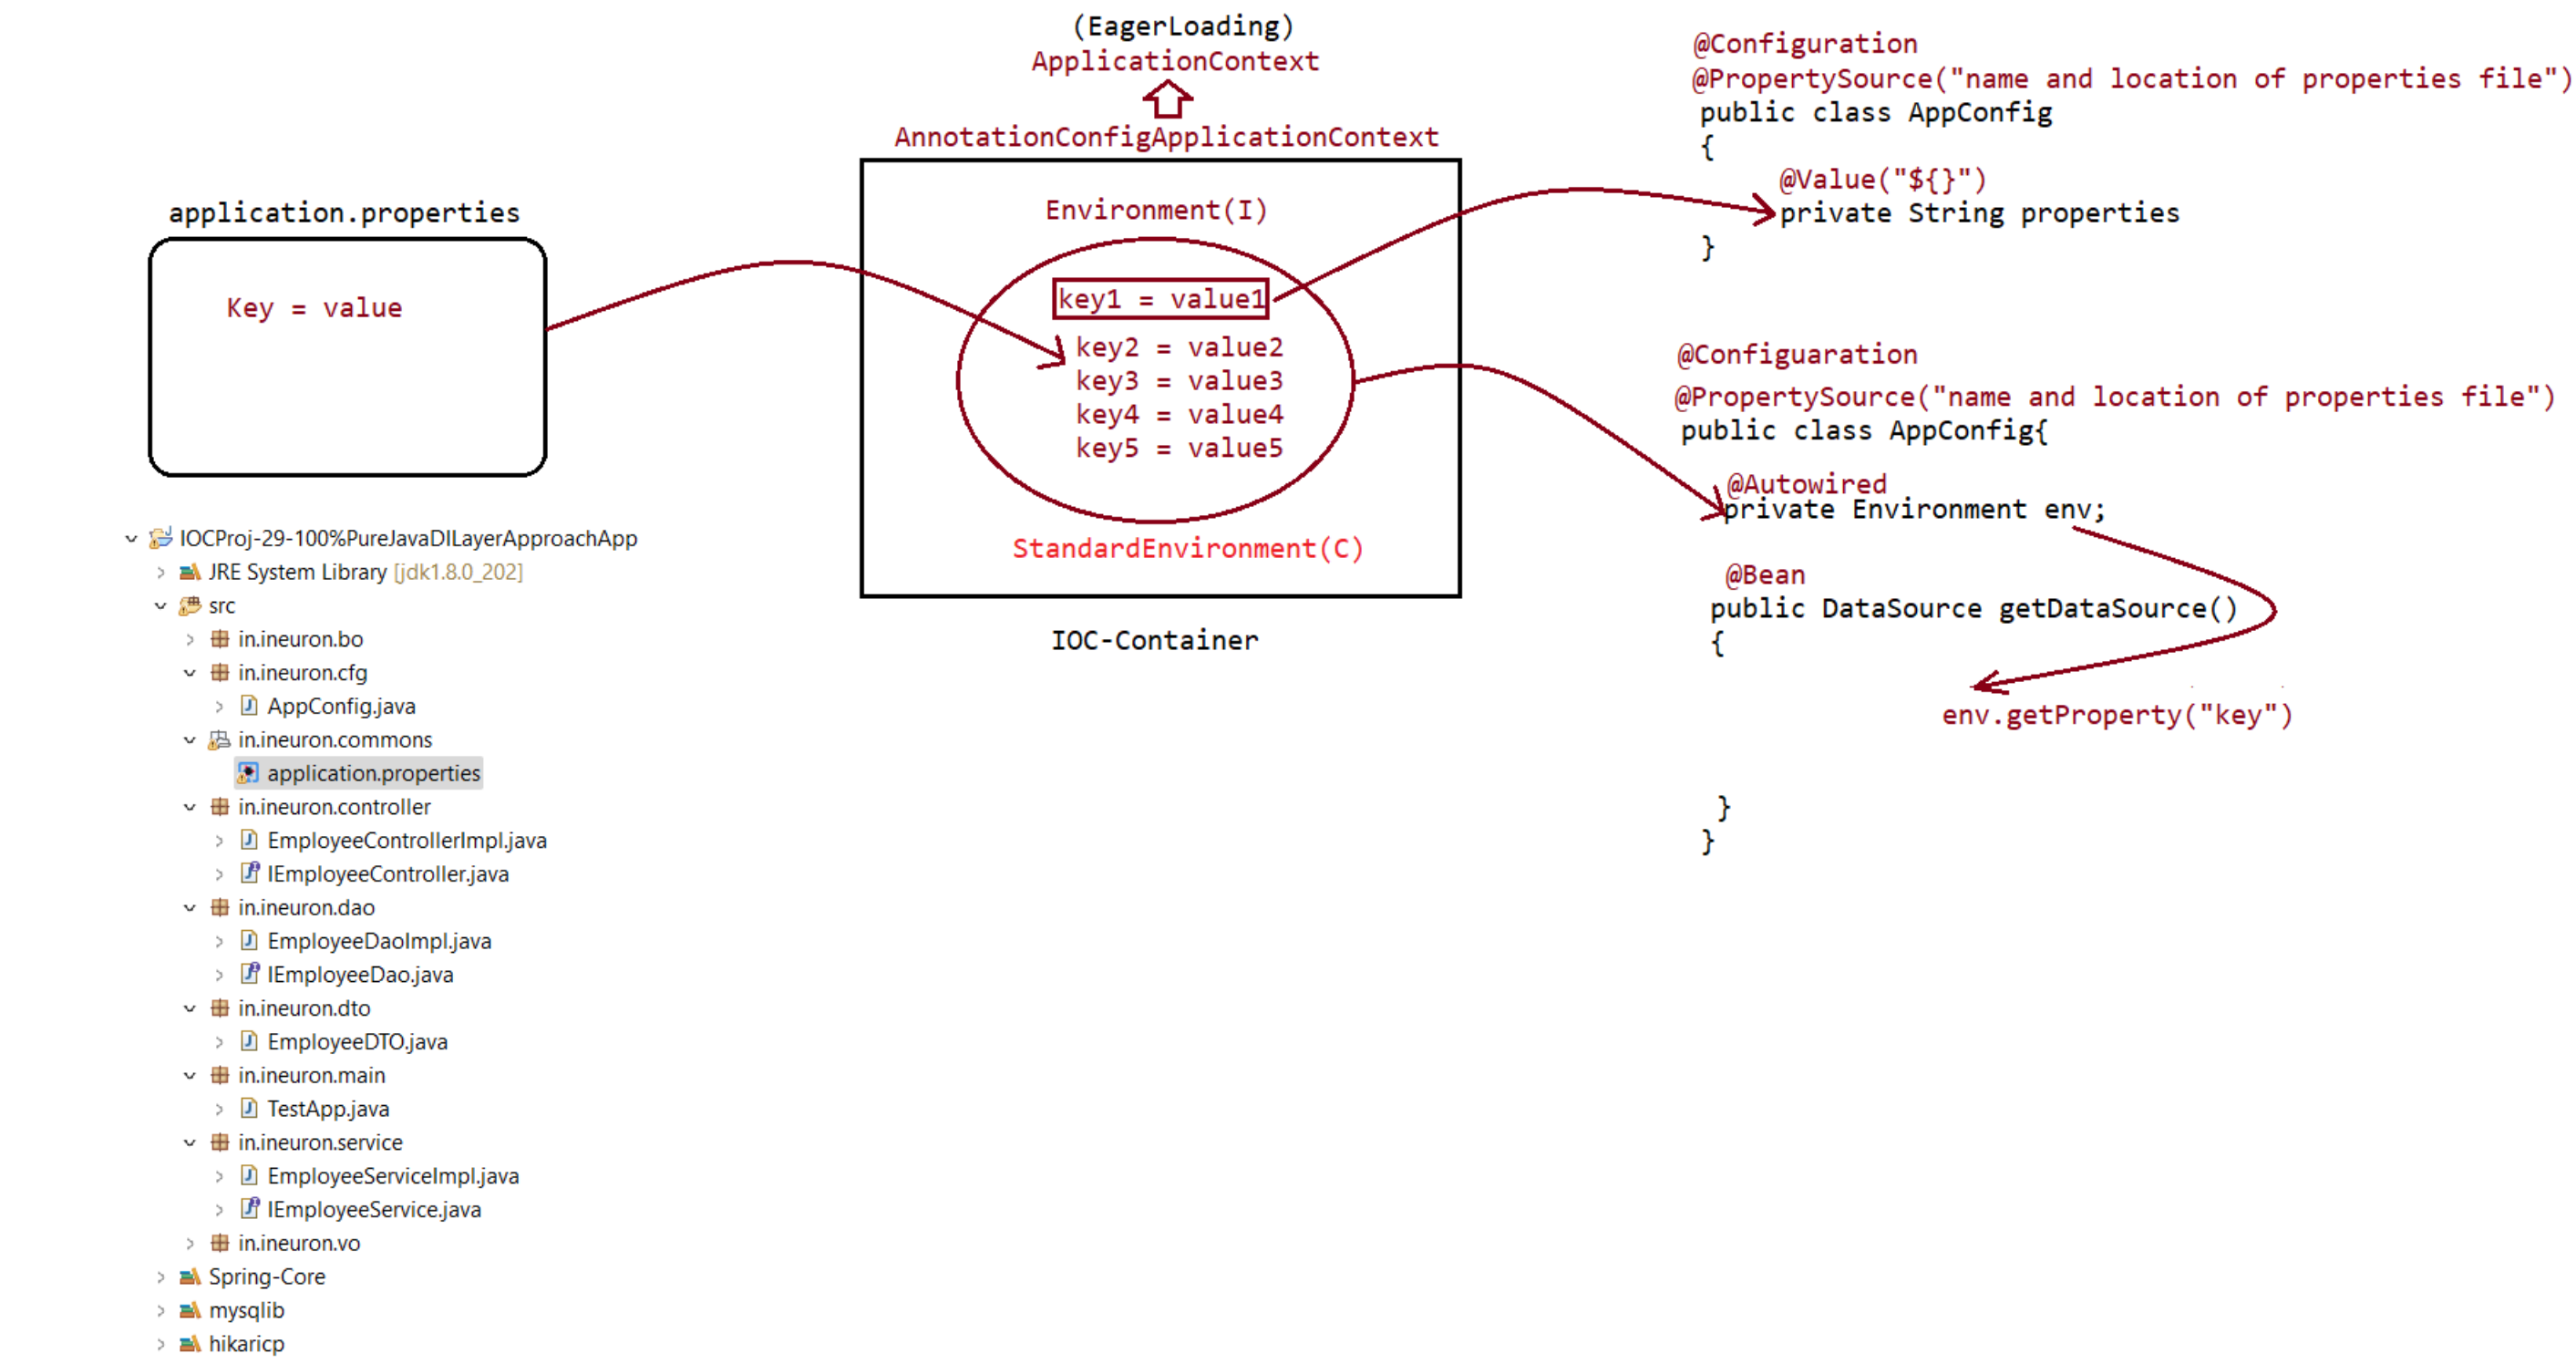 (EagerLoading)
ApplicationContext
AnnotationConfigApplicationContext
Environment(I)
key1 = value1
key2 = value2
key3 = value3
key4 = value4
key5 = value5
StandardEnvironment(C)
IOC-Container
application.properties
Key = value
IOCProj-29-100%PureJavaDILayerApproachApp
JRE System Library [jdk1.8.0_202]
src
in.ineuron.bo
in.ineuron.cfg
AppConfig.java
in.ineuron.commons
application.properties
in.ineuron.controller
EmployeeControllerImpl.java
IEmployeeController.java
in.ineuron.dao
EmployeeDaoImpl.java
IEmployeeDao.java
in.ineuron.dto
EmployeeDTO.java
in.ineuron.main
TestApp.java
in.ineuron.service
EmployeeServiceImpl.java
IEmployeeService.java
in.ineuron.vo
Spring-Core
mysqlib
hikaricp
@Configuration
@PropertySource("name and location of properties file")
public class AppConfig
{
@Value("${}")
private String properties
}
@Configuaration
@PropertySource("name and location of properties file")
public class AppConfig{
@Autowired
private Environment env;
@Bean
public DataSource getDataSource()
{
env.getProperty("key")
}
}